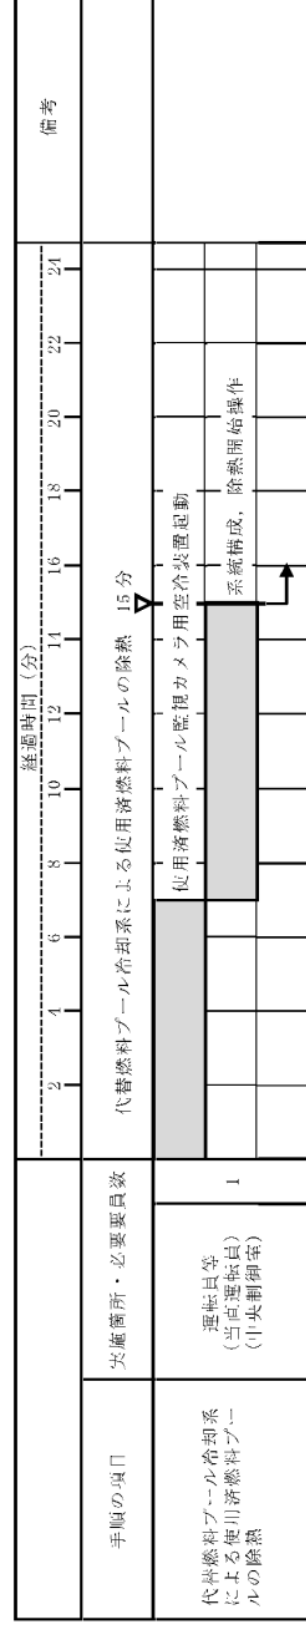 経過時間（分）
備考
2 4 6 8 10 12 14 16 18 20 22 24
手順の項目
実施箇所・必要要員数
代替燃料プール冷却系による使用済燃料プールの除熱
15 分
代替燃料プール冷却系
による使用済燃料プー
ルの除熱
運転員等
（当直運転員）
（中央制御室）
1
使用済燃料プール監視カメラ用空冷装置起動
系統構成，除熱開始操作